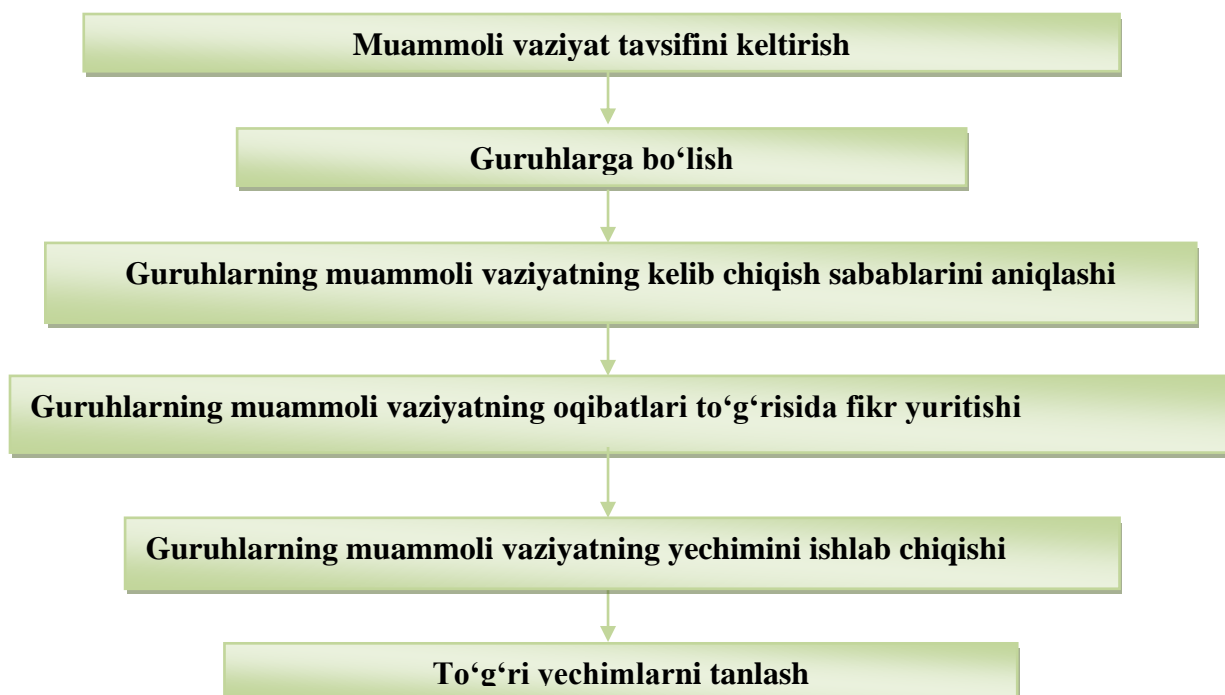 Muammoli vaziyat tavsifini keltirish
Guruhlarga bo‘lish
Guruhlarning muammoli vaziyatning kelib chiqish sabablarini aniqlashi
Guruhlarning muammoli vaziyatning oqibatlari to‘g‘risida fikr yuritishi
Guruhlarning muammoli vaziyatning yechimini ishlab chiqishi
To‘g‘ri yechimlarni tanlash